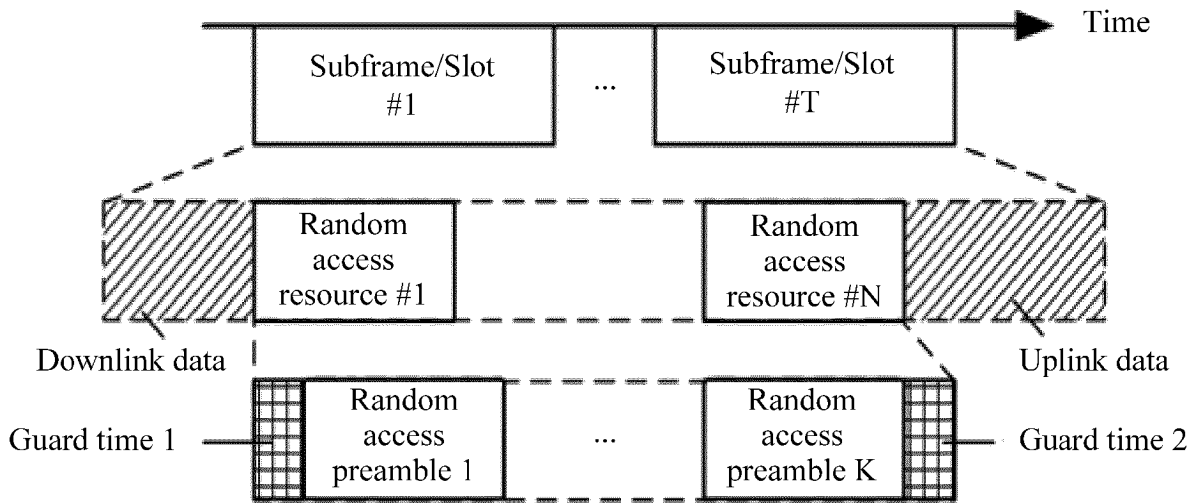 Time
Subframe/Slot
#1
...
Subframe/Slot
#T
Random
access
resource #1
Random
access
resource #N
Downlink data
Uplink data
Guard time 1
Random
access
preamble 1
...
Random
access
preamble K
Guard time 2